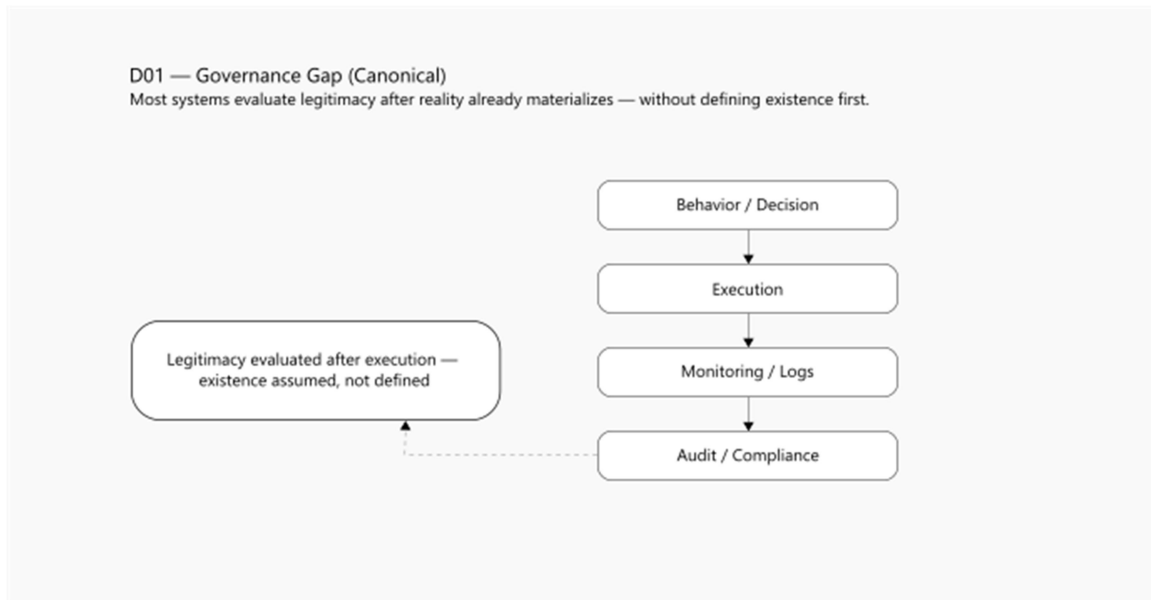 D01 — Governance Gap (Canonical)
Most systems evaluate legitimacy after reality already materializes — without defining existence first.
Behavior / Decision
Execution
Legitimacy evaluated after execution —
existence assumed, not defined
Monitoring / Logs
Audit / Compliance